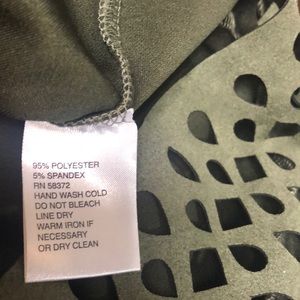 95% POLYESTER
5% SPANDEX
RN 58372
HAND WASH COLD
DO NOT BLEACH
LINE DRY
WARM IRON IF
NECESSARY
OR DRY CLEAN